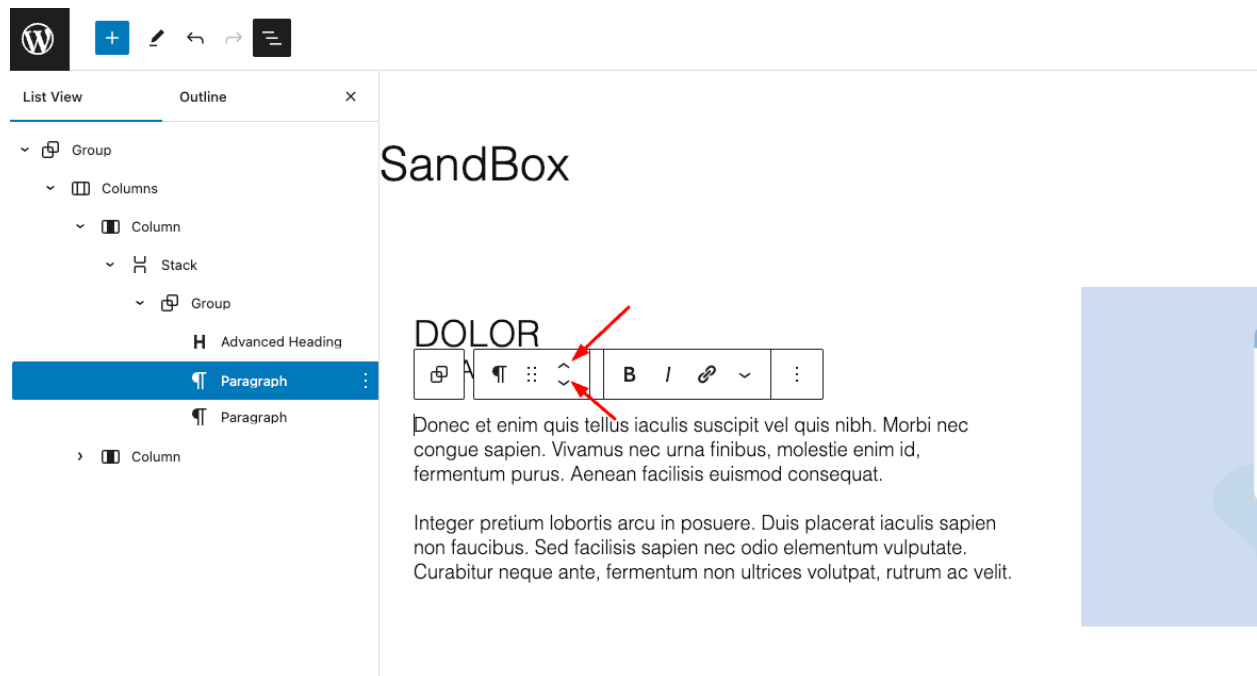 List View
Outline
Group
Columns
Column
Stack
Group
H Advanced Heading
Paragraph
Paragraph
Column
SandBox
DOLOR
B I
Donec et enim quis tellus iaculis suscipit vel quis nibh. Morbi nec
congue sapien. Vivamus nec urna finibus, molestie enim id,
fermentum purus. Aenean facilisis euismod consequat.
Integer pretium lobortis arcu in posuere. Duis placerat iaculis sapien
non faucibus. Sed facilisis sapien nec odio elementum vulputate.
Curabitur neque ante, fermentum non ultrices volutpat, rutrum ac velit.